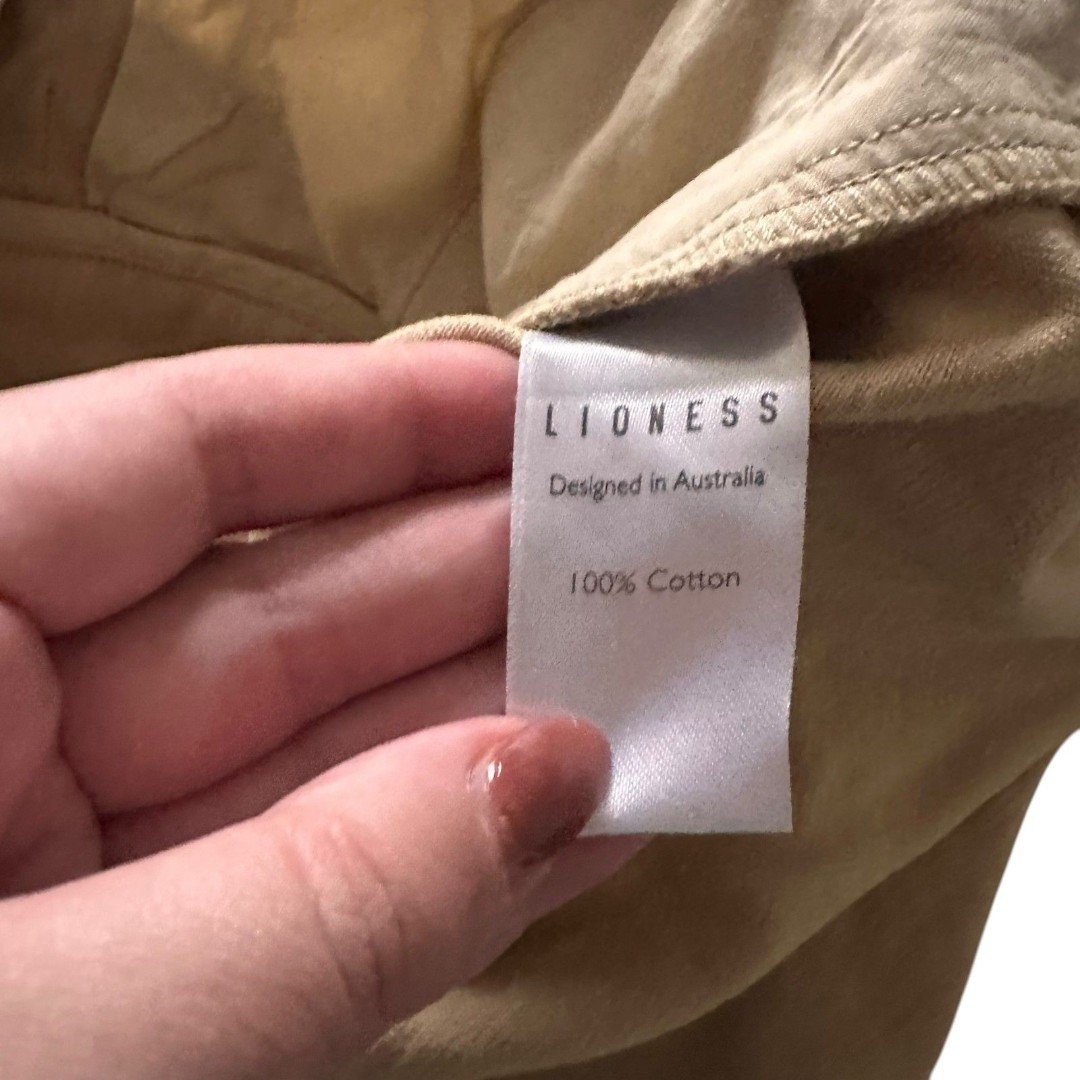 LIONESS
Designed in Australia
100% Cotton